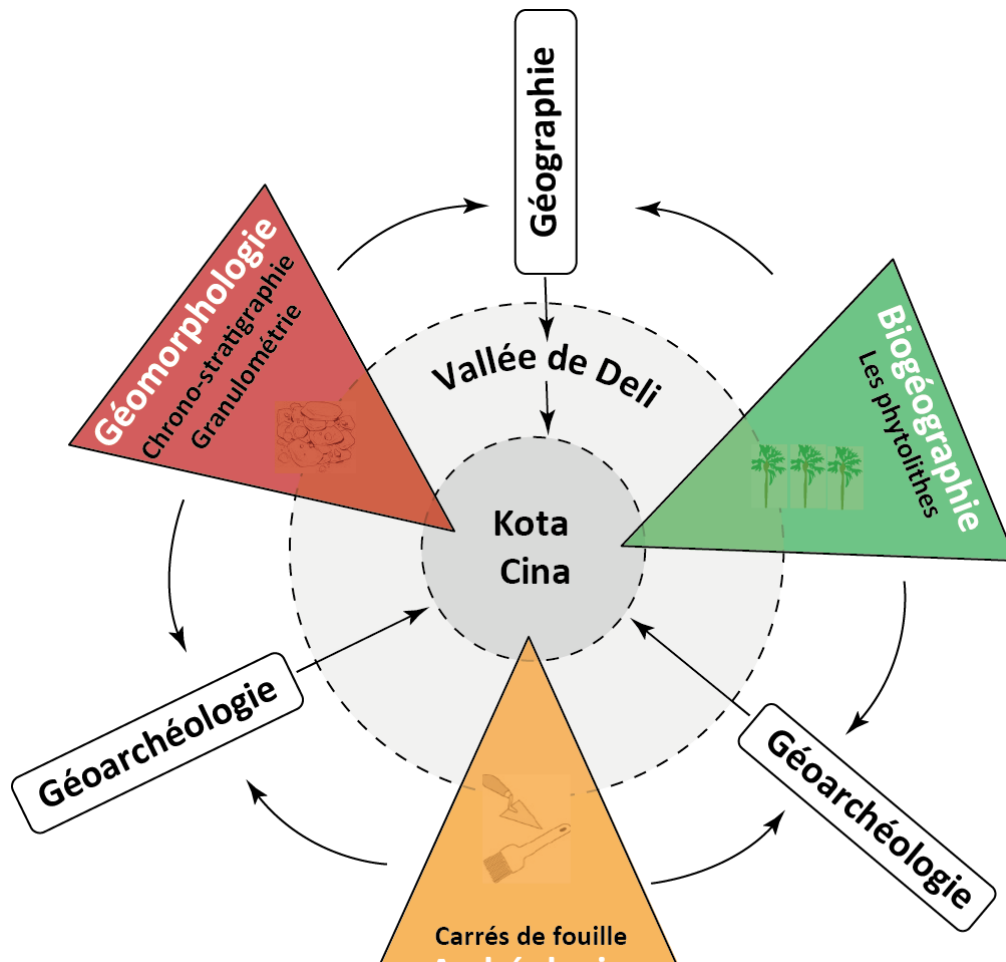 Géographie
Géomorphologie
Chrono-stratigraphie
Granulométrie
Biogéographie
Les phytolithes
Vallée de Deli
Kota
Cina
Géoarchéologie
Géoarchéologie
Carrés de fouille